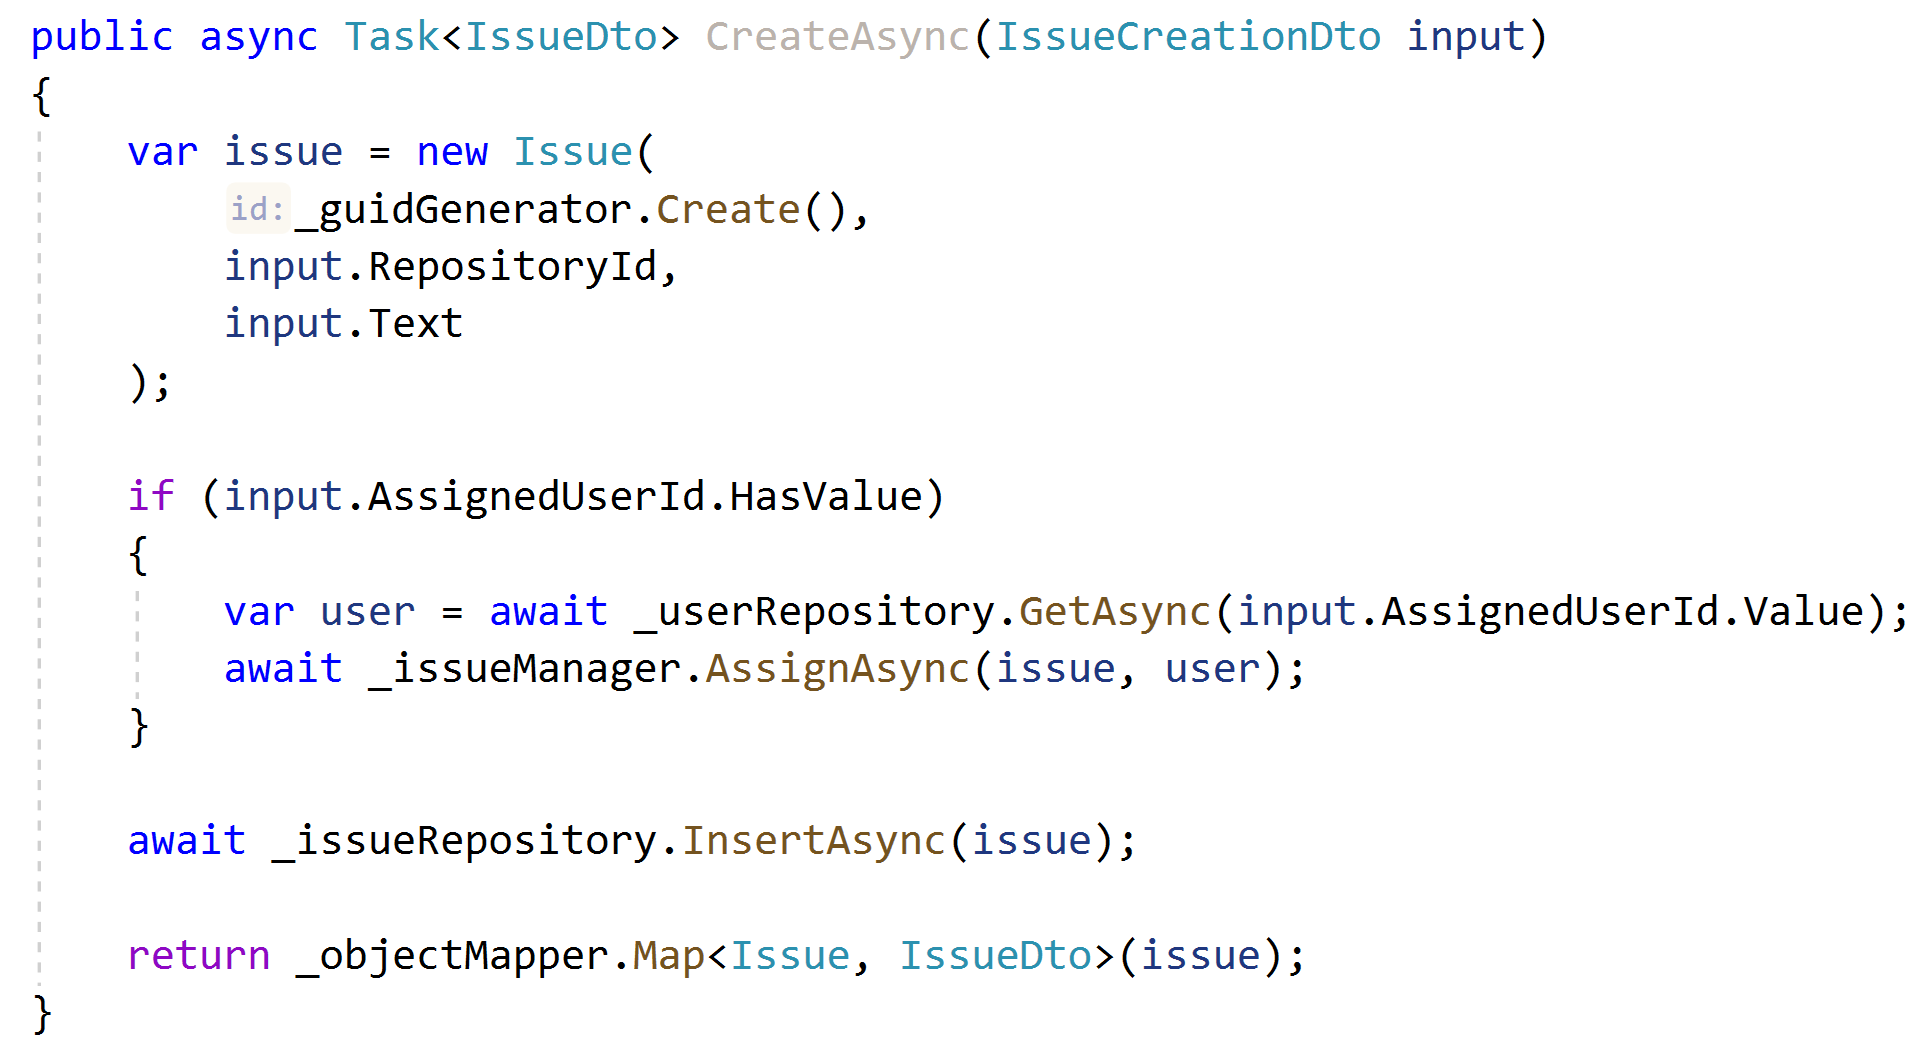 public async Task<IssueDto> CreateAsync(IssueCreationDto input)
{
    var issue = new Issue(
        id: _guidGenerator.Create(),
        input.RepositoryId,
        input.Text
    );

    if (input.AssignedUserId.HasValue)
    {
        var user = await _userRepository.GetAsync(input.AssignedUserId.Value);
        await _issueManager.AssignAsync(issue, user);
    }

    await _issueRepository.InsertAsync(issue);

    return _objectMapper.Map<Issue, IssueDto>(issue);
}